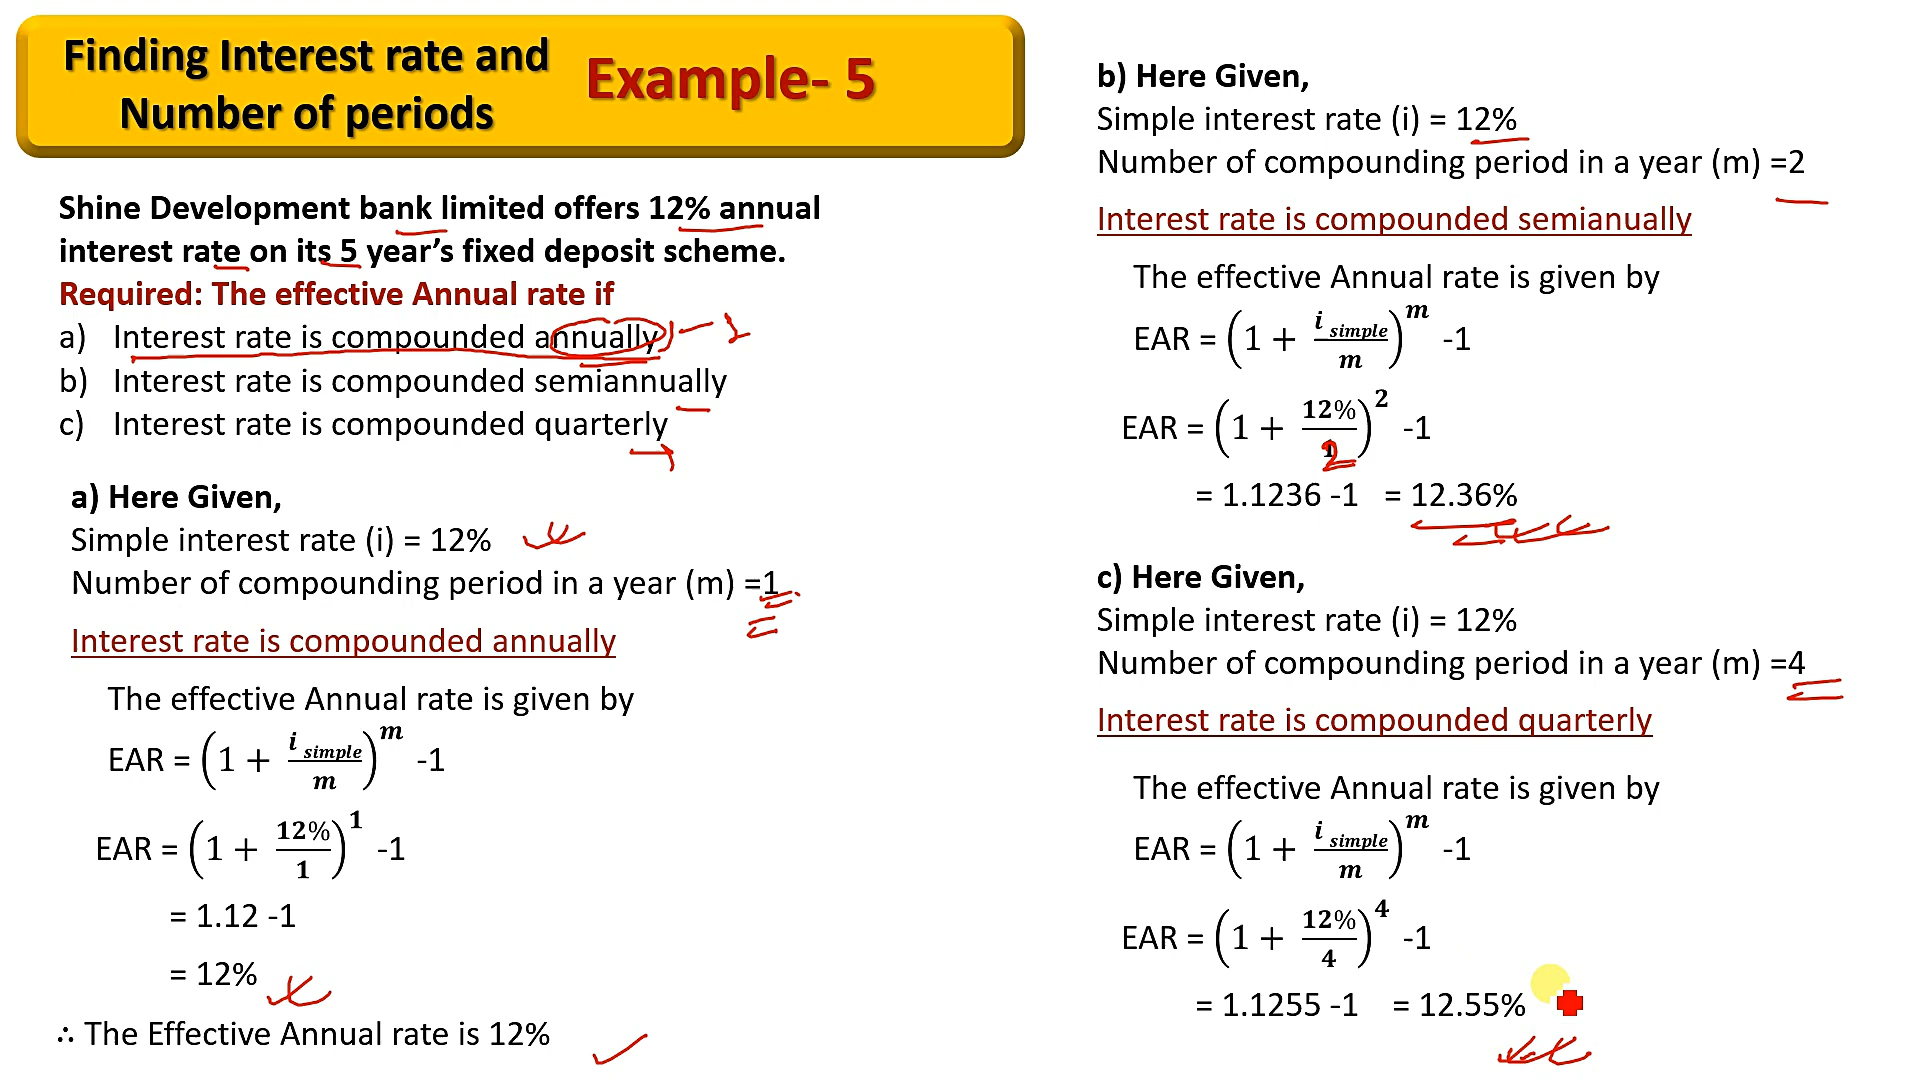 Finding Interest rate and
Number of periods
Example- 5
Shine Development bank limited offers 12% annual
interest rate on its 5 year’s fixed deposit scheme.
Required: The effective Annual rate if
a) Interest rate is compounded annually - 1
b) Interest rate is compounded semiannually
c) Interest rate is compounded quarterly
a) Here Given,
Simple interest rate (i) = 12%
Number of compounding period in a year (m) =1
Interest rate is compounded annually
The effective Annual rate is given by
EAR = (1 + i simple/m)^m -1
EAR = (1 + 12%/1)^1 -1
= 1.12 -1
= 12%
∴ The Effective Annual rate is 12%
b) Here Given,
Simple interest rate (i) = 12%
Number of compounding period in a year (m) =2
Interest rate is compounded semianually
The effective Annual rate is given by
EAR = (1 + i simple/m)^m -1
EAR = (1 + 12%/2)^2 -1
= 1.1236 -1 = 12.36%
c) Here Given,
Simple interest rate (i) = 12%
Number of compounding period in a year (m) =4
Interest rate is compounded quarterly
The effective Annual rate is given by
EAR = (1 + i simple/m)^m -1
EAR = (1 + 12%/4)^4 -1
= 1.1255 -1 = 12.55%